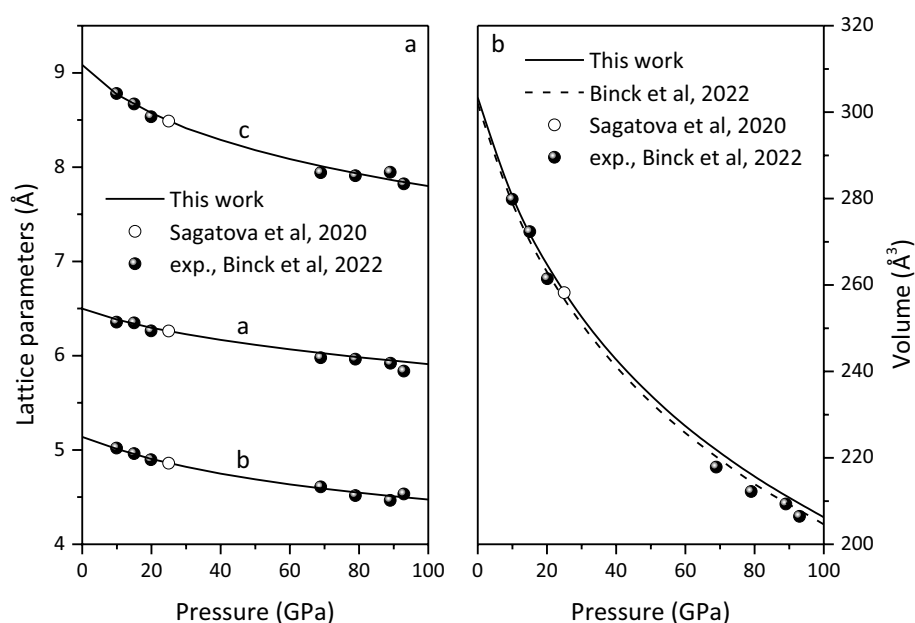 a
9
8
7
6
5
4
Lattice parameters (Å)
c
This work
Sagatova et al, 2020
exp., Binck et al, 2022
a
b
0
20
40
60
80
100
Pressure (GPa)
b
This work
Binck et al, 2022
Sagatova et al, 2020
exp., Binck et al, 2022
320
300
280
260
240
220
200
Volume (Å³)
0
20
40
60
80
100
Pressure (GPa)